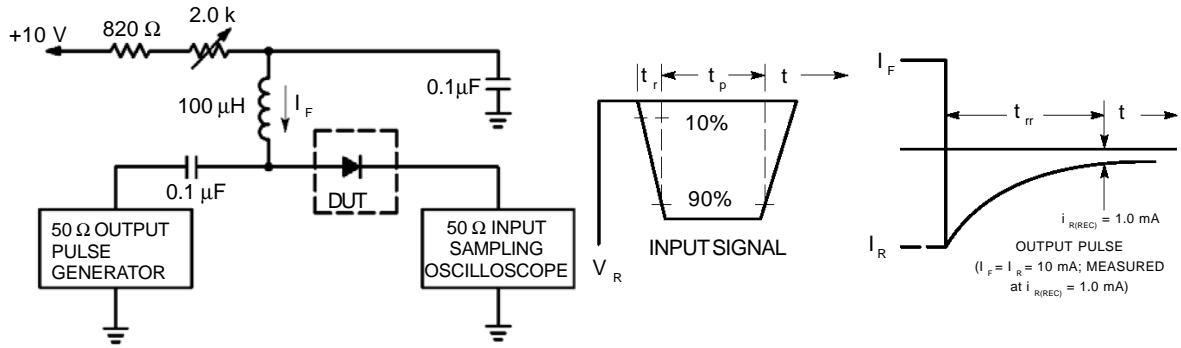 +10 V
820 Ω
2.0 k
100 μH
I F
0.1μF
0.1 μF
DUT
50 Ω OUTPUT
PULSE
GENERATOR
50 Ω INPUT
SAMPLING
OSCILLOSCOPE
t r
t p
t
10%
90%
V R
INPUT SIGNAL
I F
t rr
t
i R(REC) = 1.0 mA
I R
OUTPUT PULSE
(I F = I R = 10 mA; MEASURED
at i R(REC) = 1.0 mA)